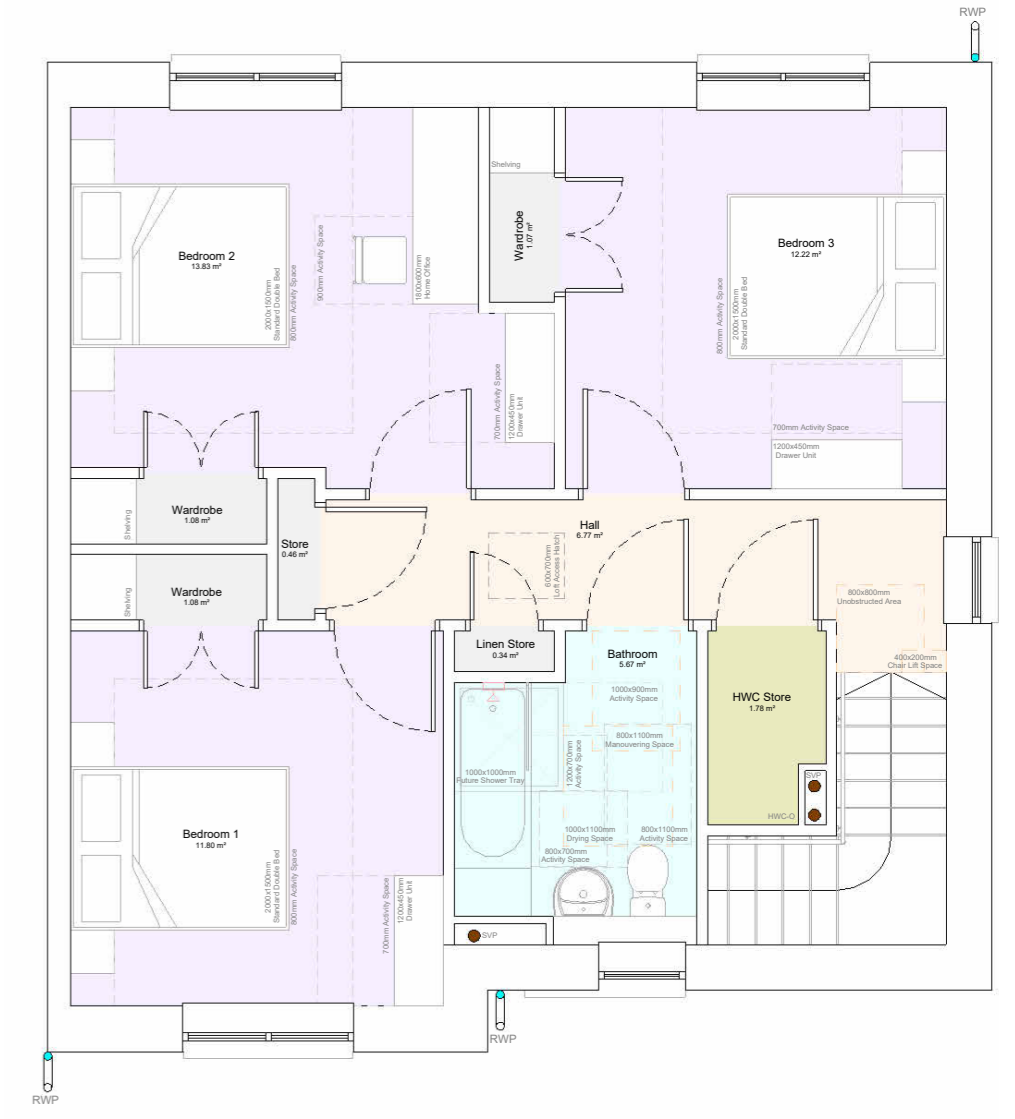 RWP
Shelving
Wardrobe
1.07 m²
Bedroom 2
13.83 m²
2000x1500mm
Standard Double Bed
800mm Activity Space
900mm Activity Space
1800x600mm
Home Office
Bedroom 3
12.22 m²
800mm Activity Space
2000x1500mm
Standard Double Bed
700mm Activity Space
1200x450mm
Drawer Unit
700mm Activity Space
1200x450mm
Drawer Unit
Shelving
Wardrobe
1.08 m²
Store
0.46 m²
Hall
6.77 m²
600x700mm
Loft Access Hatch
Shelving
Wardrobe
1.08 m²
800x800mm
Unobstructed Area
400x200mm
Chair Lift Space
Linen Store
0.34 m²
Bathroom
5.67 m²
1000x900mm
Activity Space
800x1100mm
Manouvering Space
1200x700mm
Activity Space
1000x1000mm
Future Shower Tray
1000x1100mm
Drying Space
800x1100mm
Activity Space
800x700mm
Activity Space
HWC Store
1.78 m²
SVP
HWC-O
Bedroom 1
11.80 m²
2000x1500mm
Standard Double Bed
800mm Activity Space
700mm Activity Space
1200x450mm
Drawer Unit
SVP
RWP
RWP